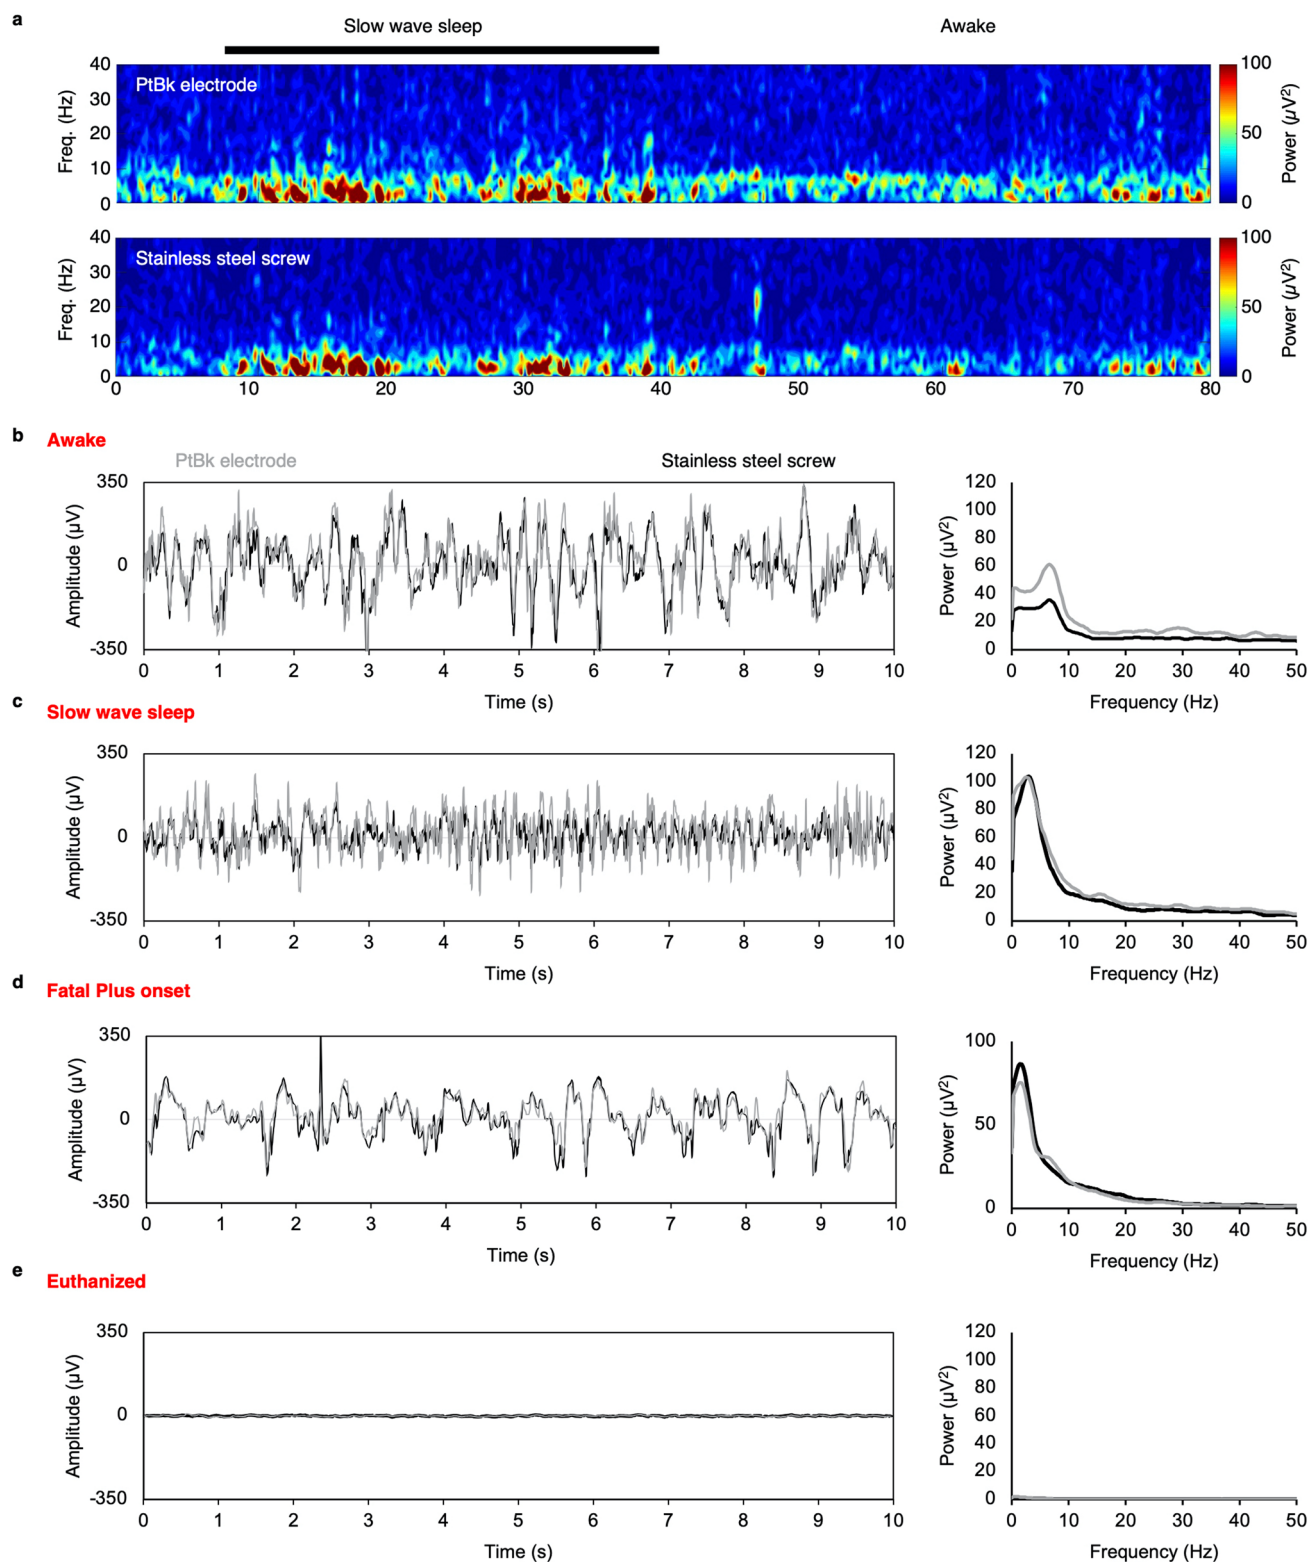 a
Slow wave sleep Awake
40 100
PtBk electrode
30
20 50
10
0 0
Freq. (Hz) Power (µV²)
40 100
Stainless steel screw
30
20 50
10
0 0
Freq. (Hz) Power (µV²)
0 10 20 30 40 50 60 70 80
b Awake
PtBk electrode Stainless steel screw
350
0
-350
Amplitude (µV)
0 1 2 3 4 5 6 7 8 9 10
Time (s)
120
100
80
60
40
20
0
Power (µV²)
0 10 20 30 40 50
Frequency (Hz)
c Slow wave sleep
350
0
-350
Amplitude (µV)
0 1 2 3 4 5 6 7 8 9 10
Time (s)
120
100
80
60
40
20
0
Power (µV²)
0 10 20 30 40 50
Frequency (Hz)
d Fatal Plus onset
350
0
-350
Amplitude (µV)
0 1 2 3 4 5 6 7 8 9 10
Time (s)
100
50
0
Power (µV²)
0 10 20 30 40 50
Frequency (Hz)
e Euthanized
350
0
-350
Amplitude (µV)
0 1 2 3 4 5 6 7 8 9 10
Time (s)
120
100
80
60
40
20
0
Power (µV²)
0 10 20 30 40 50
Frequency (Hz)